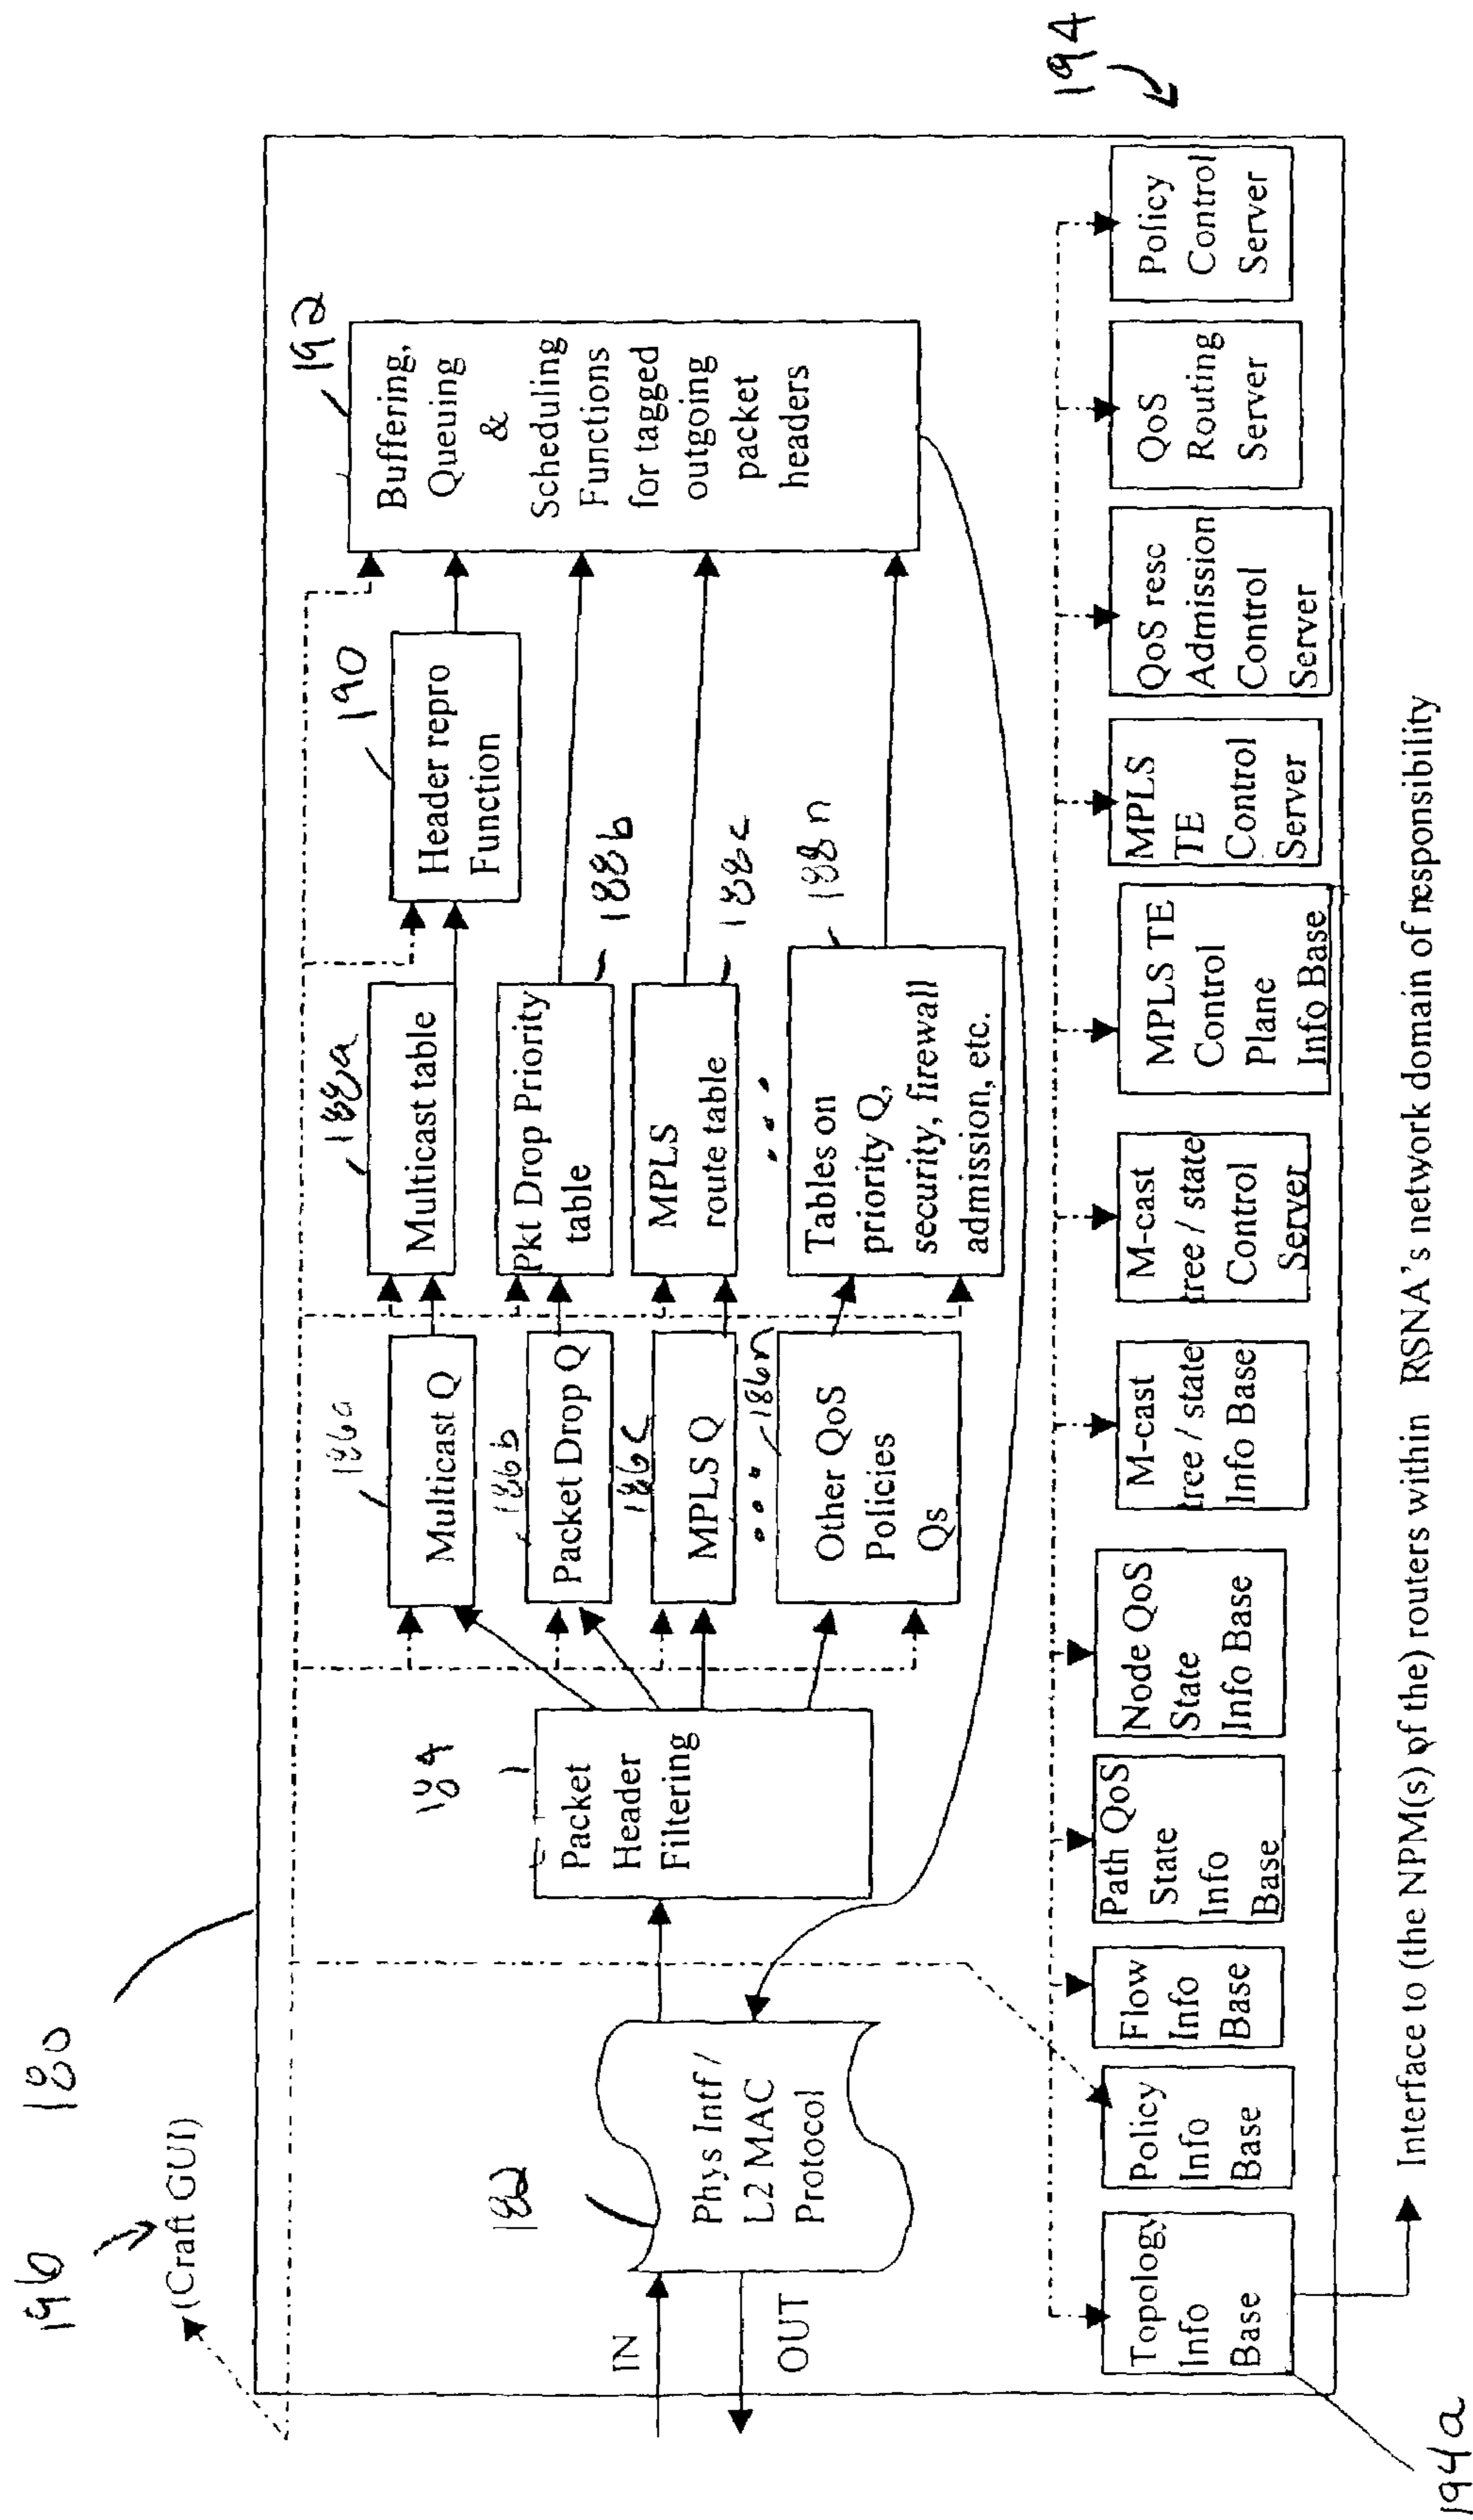 196
(Craft GUI)
180
IN
OUT
182
Phys Intf /
L2 MAC
Protocol
184
Packet
Header
Filtering
186a
Multicast Q
186b
Packet Drop Q
186c
MPLS Q
186n
Other QoS
Policies
Qs
188a
Multicast table
Pkt Drop Priority
table
188b
MPLS
route table
188c
188n
Tables on
priority Q,
security, firewall
admission, etc.
190
Header repro
Function
192
Buffering,
Queuing
&
Scheduling
Functions
for tagged
outgoing
packet
headers
194
Topology
Info
Base
Policy
Info
Base
Flow
Info
Base
Path QoS
State
Info
Base
Node QoS
State
Info Base
M-cast
tree / state
Info Base
M-cast
tree / state
Control
Server
MPLS TE
Control
Plane
Info Base
MPLS
TE
Control
Server
QoS resc
Admission
Control
Server
QoS
Routing
Server
Policy
Control
Server
194a
Interface to (the NPM(s) of the) routers within RSNA's network domain of responsibility